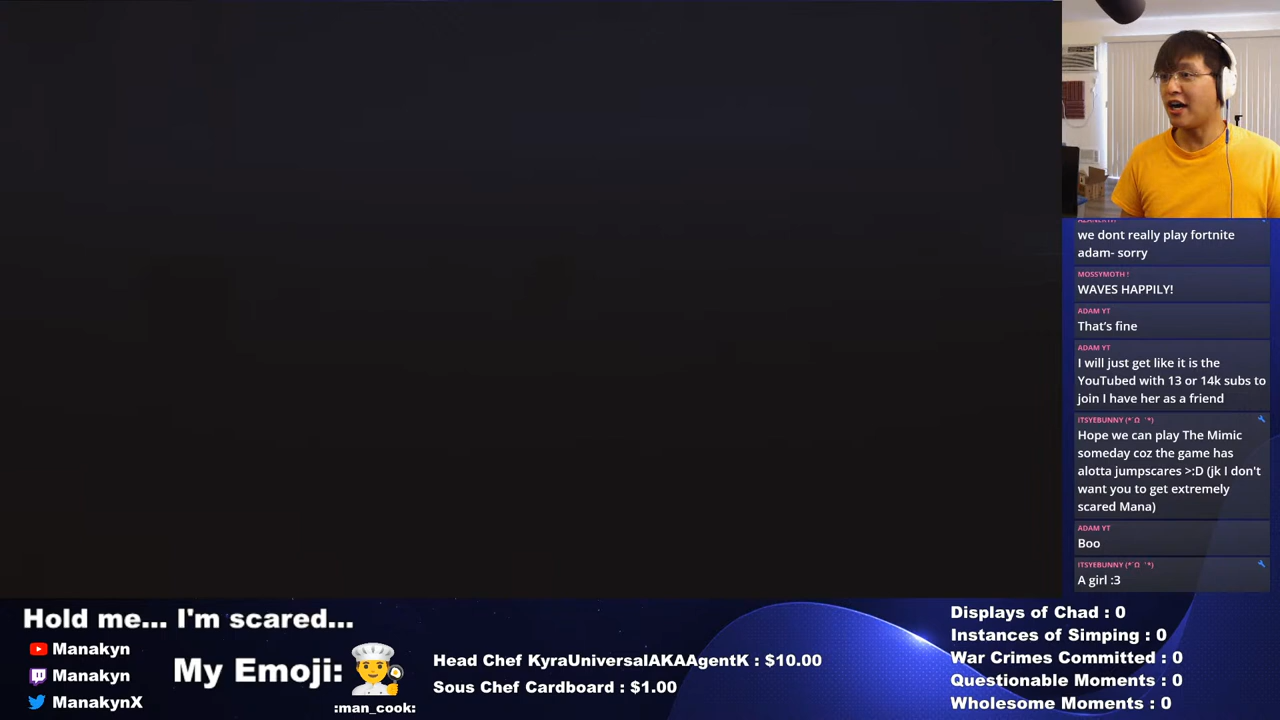 we dont really play fortnite
adam- sorry
MOSSYMOTH !
WAVES HAPPILY!
ADAM YT
That's fine
ADAM YT
I will just get like it is the
YouTubed with 13 or 14k subs to
join I have her as a friend
ITSYEBUNNY (*´Ω｀*)
Hope we can play The Mimic
someday coz the game has
alotta jumpscares >:D (jk I don't
want you to get extremely
scared Mana)
ADAM YT
Boo
ITSYEBUNNY (*´Ω｀*)
A girl :3
Hold me... I'm scared...
Manakyn
Manakyn
ManakynX
My Emoji:
:man_cook:
Head Chef KyraUniversalAKAAgentK : $10.00
Sous Chef Cardboard : $1.00
Displays of Chad : 0
Instances of Simping : 0
War Crimes Committed : 0
Questionable Moments : 0
Wholesome Moments : 0